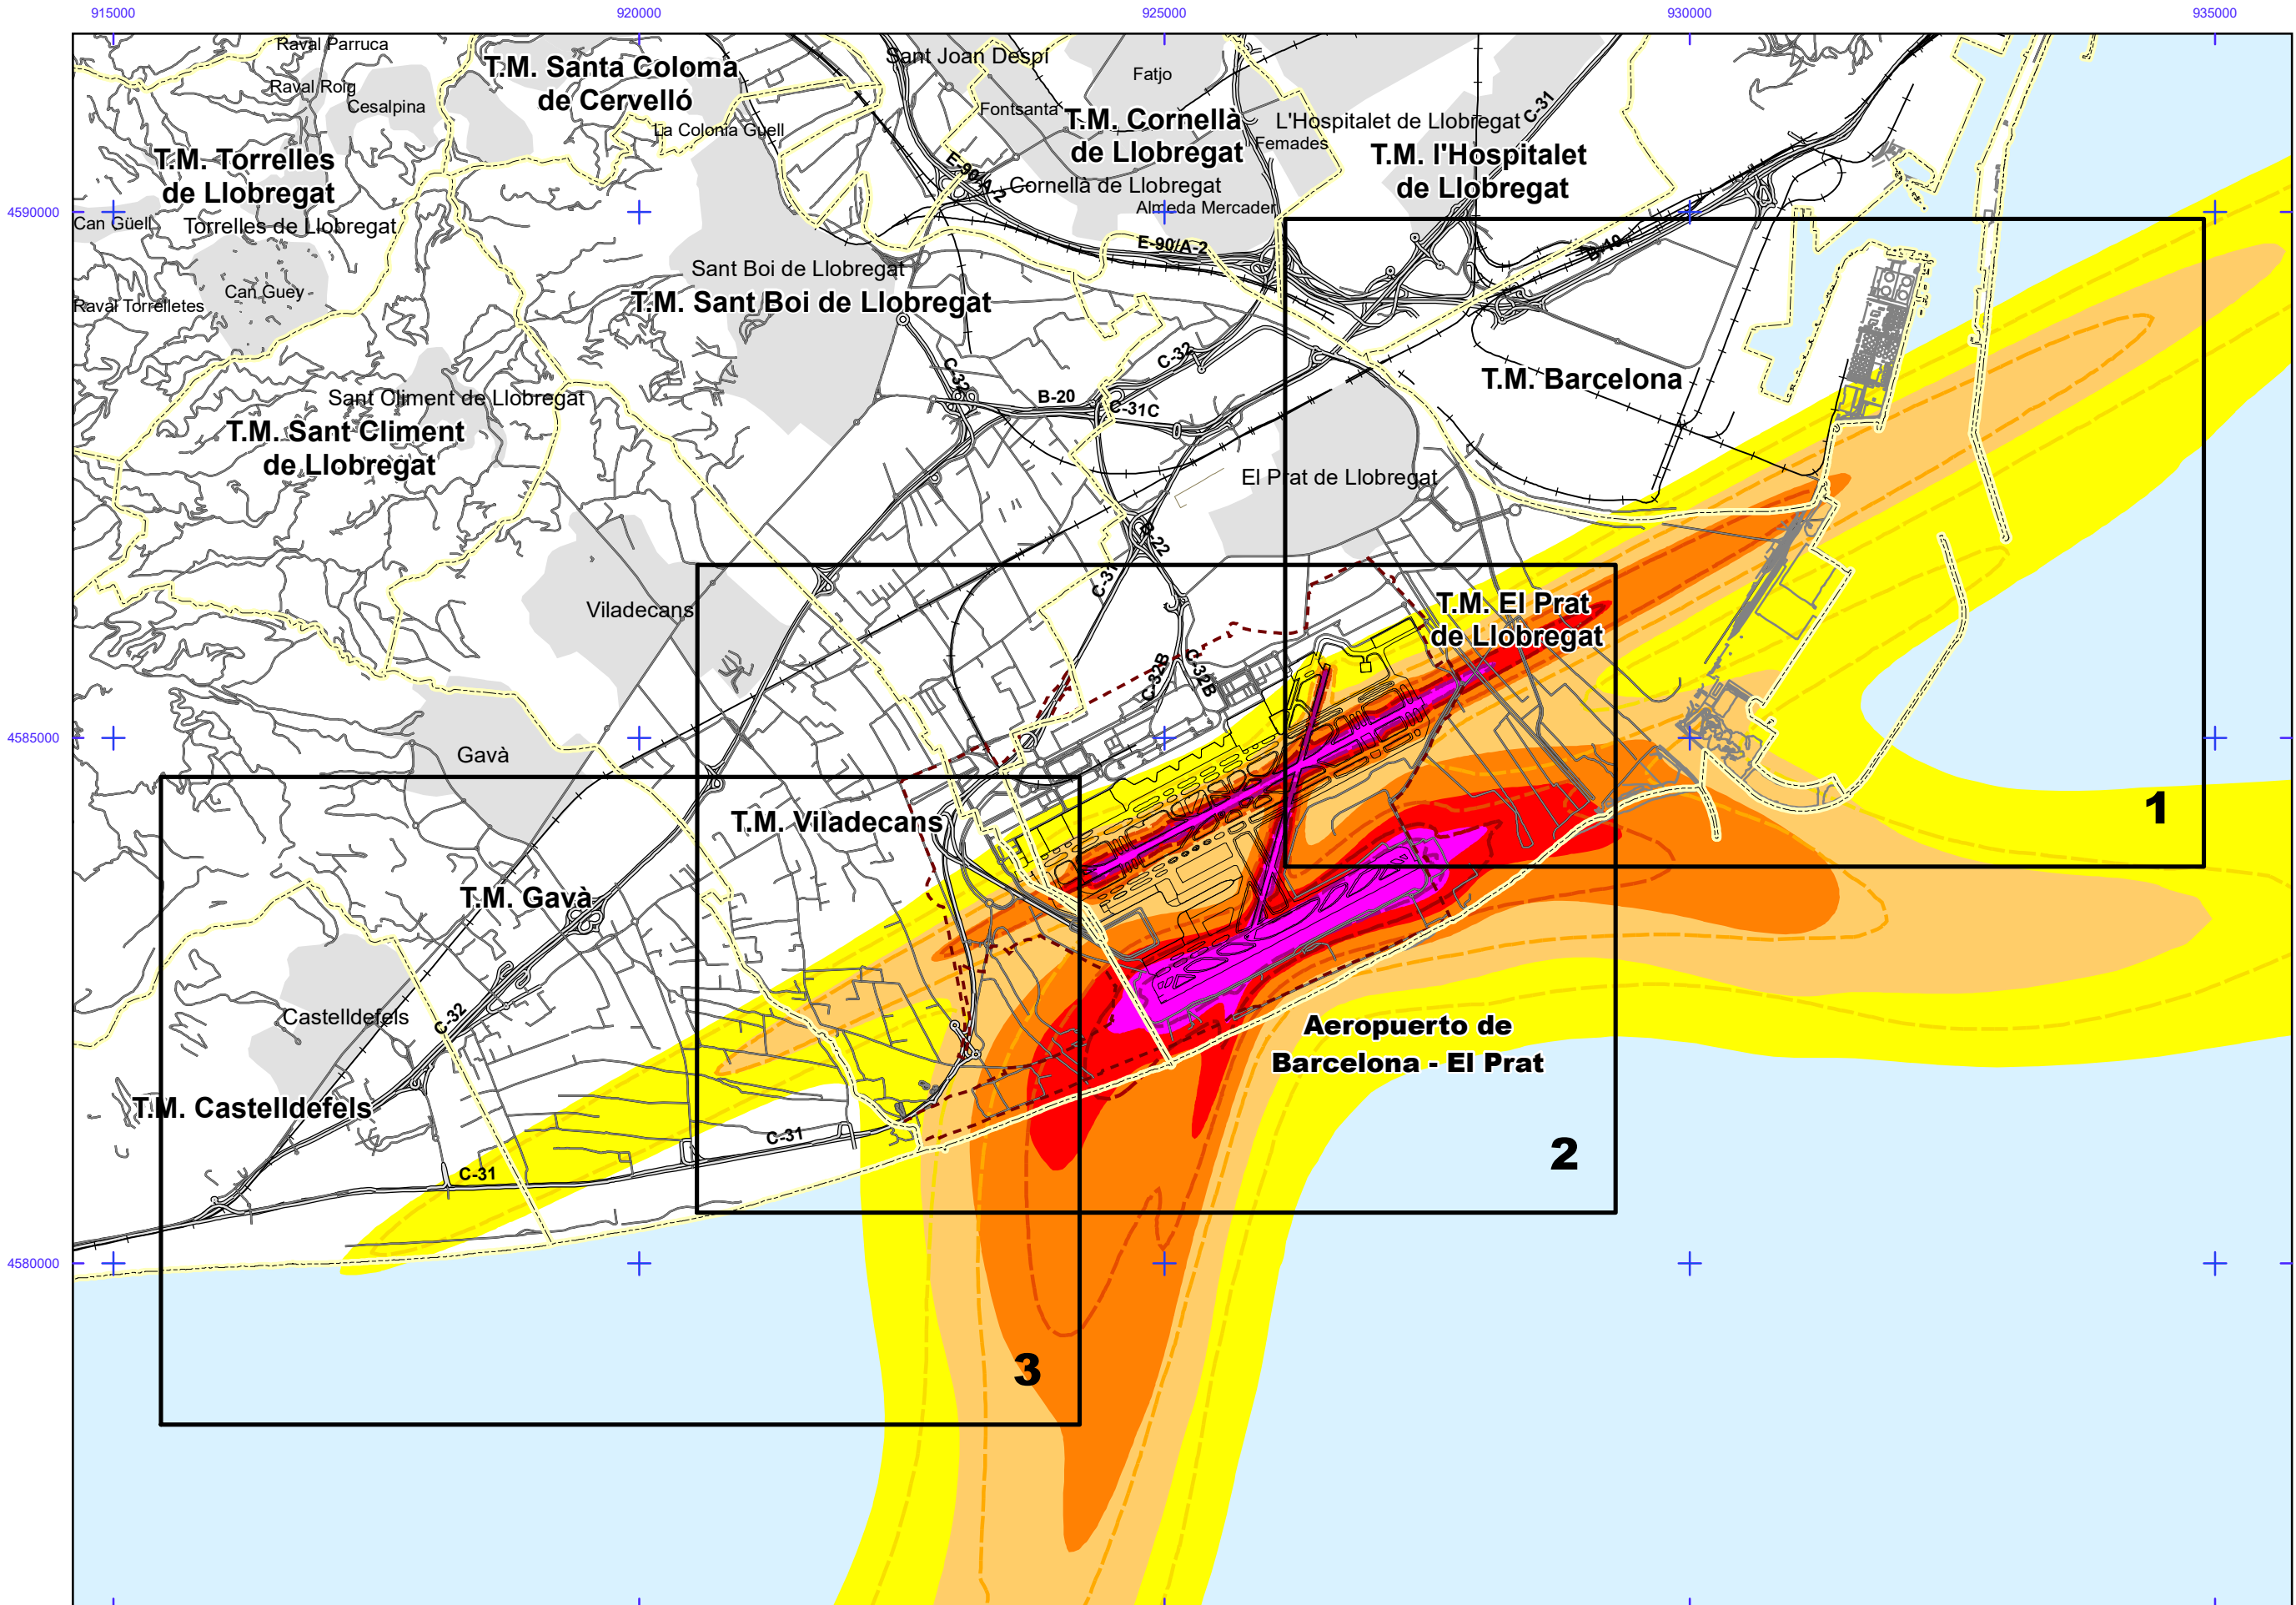 915000
920000
925000
930000
935000
Raval Parruca
T.M. Santa Coloma
de Cervelló
Sant Joan Despí
Fatjo
Raval Roig
Cesalpina
Fontsanta
C-31
T.M. Cornellà
de Llobregat
L'Hospitalet de Llobregat
La Colonia Guell
Femades
T.M. Torrelles
de Llobregat
T.M. l'Hospitalet
de Llobregat
E-90/A-2
Cornellà de Llobregat
Almeda Mercader
4590000
Can Güell
Torrelles de Llobregat
E-90/A-2
B-10
Sant Boi de Llobregat
T.M. Sant Boi de Llobregat
Can Guey
Raval Torrelletes
C-32
C-32
T.M. Barcelona
Sant Climent de Llobregat
B-20
C-31C
T.M. Sant Climent
de Llobregat
El Prat de Llobregat
B-22
C-31
Viladecans
T.M. El Prat
de Llobregat
C-32B
C-32B
4585000
Gavà
1
T.M. Viladecans
T.M. Gavà
Castelldefels
C-32
Aeropuerto de
Barcelona - El Prat
T.M. Castelldefels
C-31
2
C-31
4580000
3